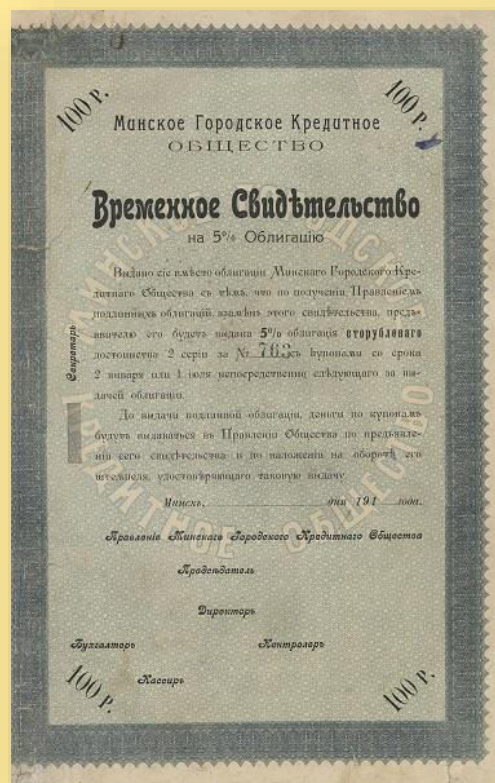 100 Р.
100 Р.
Минское Городское Кредитное
ОБЩЕСТВО
Временное Свидѣтельство
на 5% Облигацію
Выдано сіе вмѣсто облигаціи Минскаго Городского Кре-
дитнаго Общества съ тѣмъ, что по полученіи Правленіемъ
подлинныхъ облигацій, взамѣнъ этого свидѣтельства, предъ-
явителю его будетъ выдана 5% облигація сторублеваго
достоинства 2 серіи за № 763 съ купонами со срока
2 января или 1 іюля непосредственно слѣдующаго за вы-
дачей облигаціи.
До выдачи подлинной облигаціи, деньги по купонамъ
будутъ выдаваться въ Правленіи Общества по предъявле-
ніи сего свидѣтельства и по наложеніи на оборотѣ его
штемпеля, удостовѣряющаго таковую выдачу
Минскъ, дня 191 года.
Правленіе Минскаго Городского Кредитнаго Общества
Предсѣдатель
Директоръ
Бухгалтеръ Контролеръ
Кассиръ
Секретарь
100 Р.
100 Р.
МИНСКОЕ ГОРОДСКОЕ
КРЕДИТНОЕ ОБЩЕСТВО